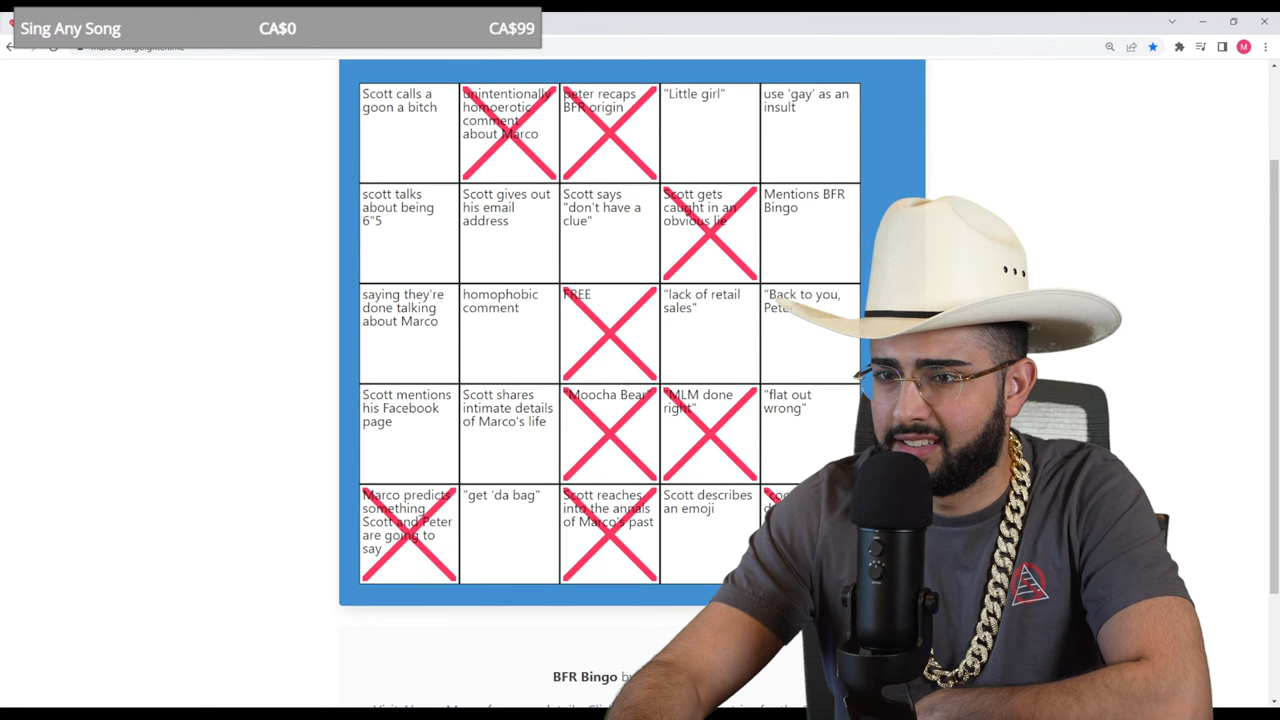 Sing Any Song CA$0 CA$99
M
Scott calls a
goon a bitch
unintentionally
homoerotic
comment
about Marco
peter recaps
BFR origin
"Little girl"
use 'gay' as an
insult
scott talks
about being
6"5
Scott gives out
his email
address
Scott says
"don't have a
clue"
Scott gets
caught in an
obvious lie
Mentions BFR
Bingo
saying they're
done talking
about Marco
homophobic
comment
FREE
"lack of retail
sales"
"Back to you,
Scott mentions
his Facebook
page
Scott shares
intimate details
of Marco's life
"Moocha Bear"
"MLM done
right"
"flat out
wrong"
Marco predicts
something
Scott and Peter
are going to
say
"get 'da bag"
Scott reaches
into the annals
of Marco's past
Scott describes
an emoji
BFR Bingo